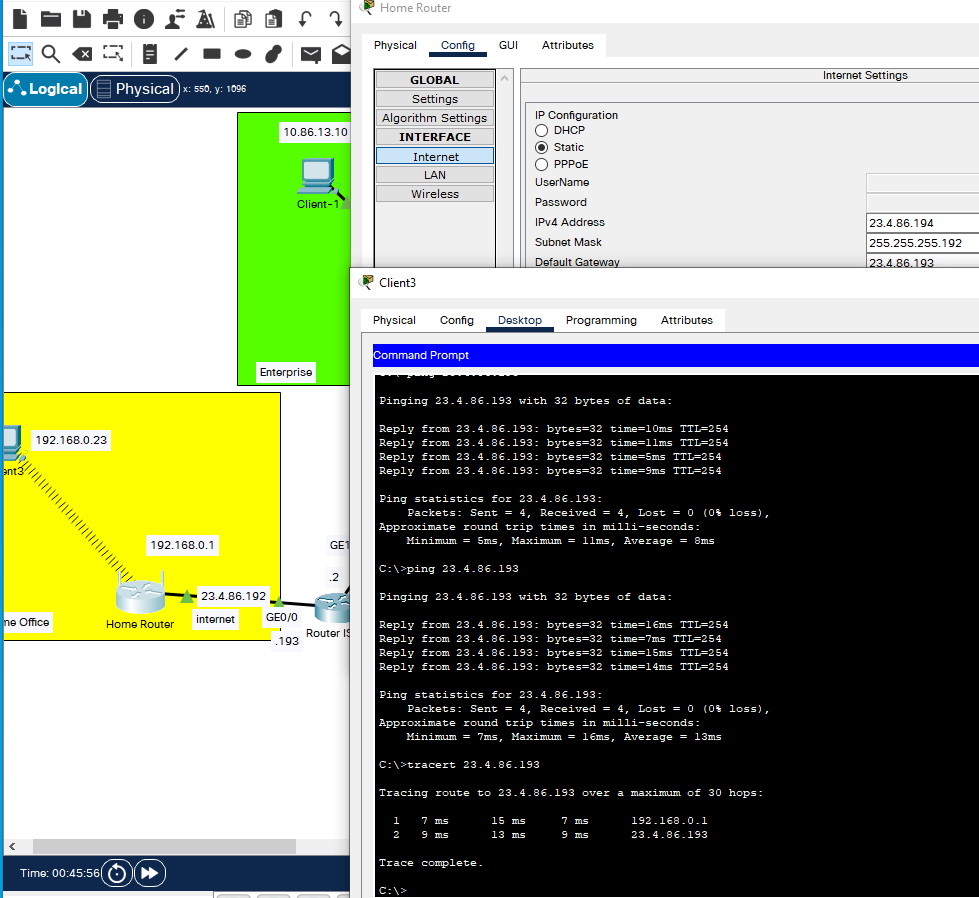 Home Router
Physical
Config
GUI
Attributes
GLOBAL
Settings
Algorithm Settings
INTERFACE
Internet
LAN
Wireless
Internet Settings
IP Configuration
DHCP
Static
PPPoE
UserName
Password
IPv4 Address
23.4.86.194
Subnet Mask
255.255.255.192
Default Gateway
23.4.86.193
Logical
Physical
x: 550, y: 1096
10.86.13.10
Client-1
Enterprise
192.168.0.23
ent3
192.168.0.1
GE1
.2
23.4.86.192
internet
GE0/0
.193
Home Router
Router IS
me Office
Time: 00:45:56
Client3
Physical
Config
Desktop
Programming
Attributes
Command Prompt
Pinging 23.4.86.193 with 32 bytes of data:
Reply from 23.4.86.193: bytes=32 time=10ms TTL=254
Reply from 23.4.86.193: bytes=32 time=11ms TTL=254
Reply from 23.4.86.193: bytes=32 time=5ms TTL=254
Reply from 23.4.86.193: bytes=32 time=9ms TTL=254
Ping statistics for 23.4.86.193:
Packets: Sent = 4, Received = 4, Lost = 0 (0% loss),
Approximate round trip times in milli-seconds:
Minimum = 5ms, Maximum = 11ms, Average = 8ms
C:\>ping 23.4.86.193
Pinging 23.4.86.193 with 32 bytes of data:
Reply from 23.4.86.193: bytes=32 time=16ms TTL=254
Reply from 23.4.86.193: bytes=32 time=7ms TTL=254
Reply from 23.4.86.193: bytes=32 time=15ms TTL=254
Reply from 23.4.86.193: bytes=32 time=14ms TTL=254
Ping statistics for 23.4.86.193:
Packets: Sent = 4, Received = 4, Lost = 0 (0% loss),
Approximate round trip times in milli-seconds:
Minimum = 7ms, Maximum = 16ms, Average = 13ms
C:\>tracert 23.4.86.193
Tracing route to 23.4.86.193 over a maximum of 30 hops:
1 7 ms 15 ms 7 ms 192.168.0.1
2 9 ms 13 ms 9 ms 23.4.86.193
Trace complete.
C:\>